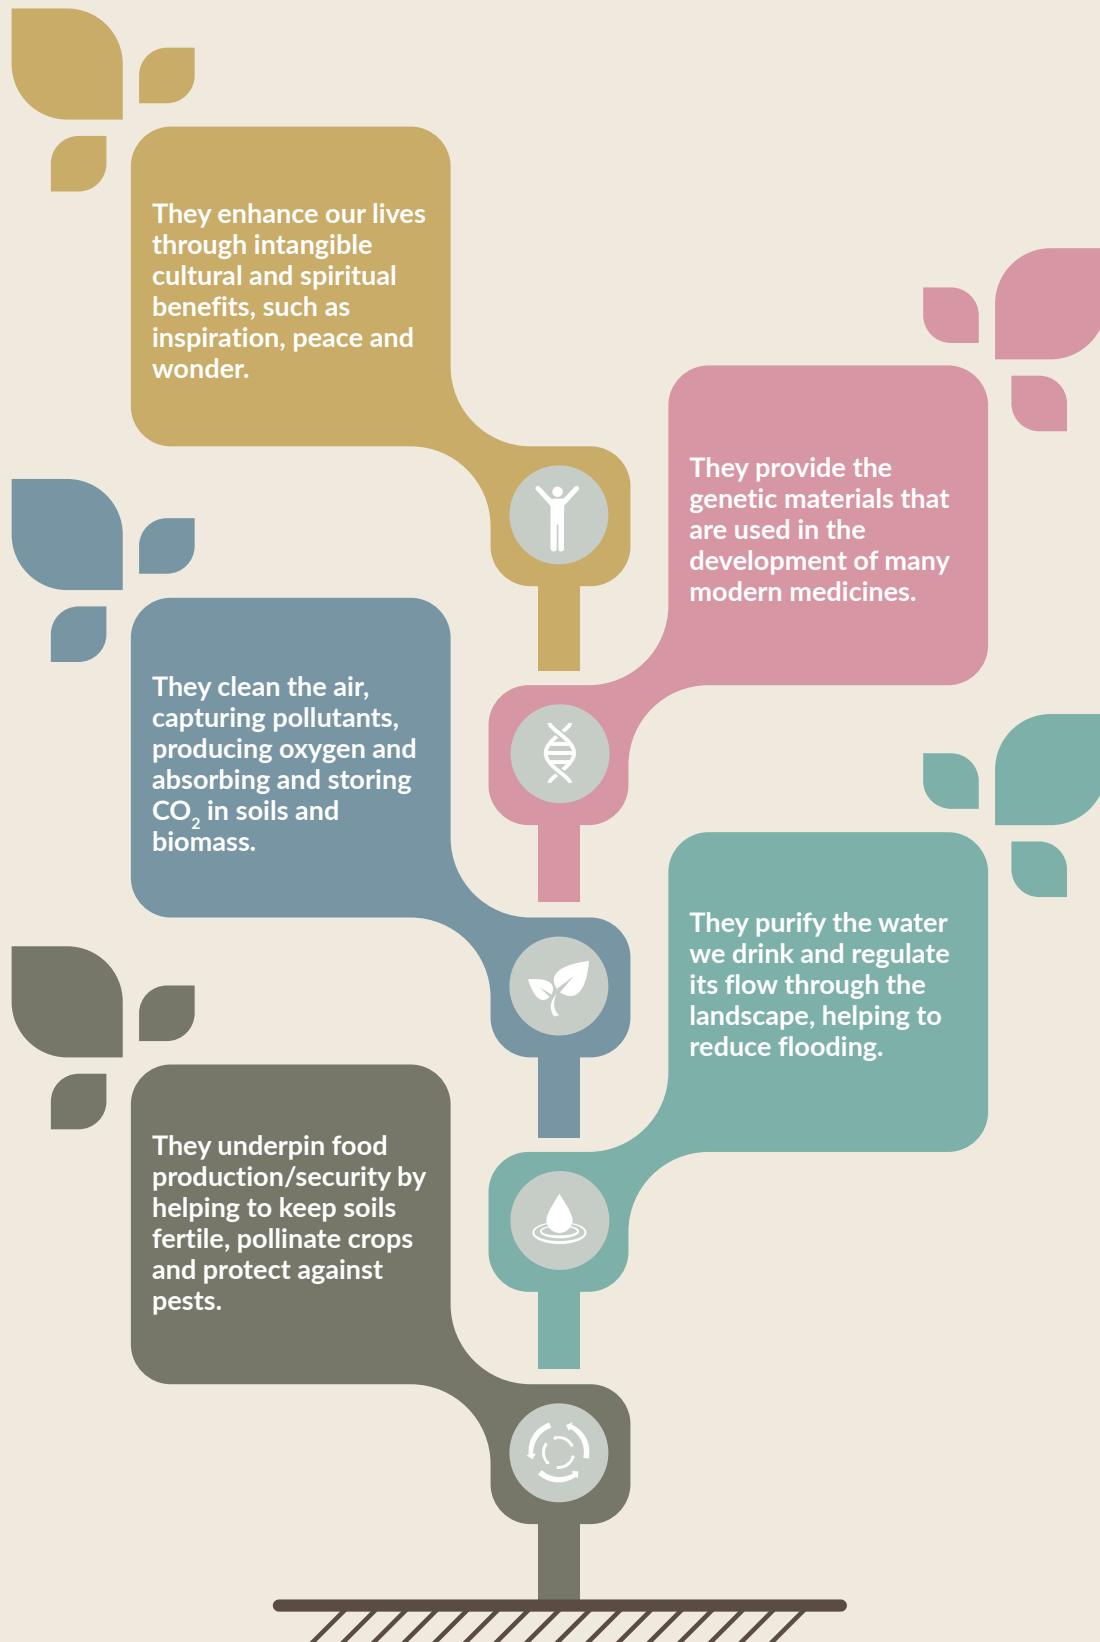 They enhance our lives
through intangible
cultural and spiritual
benefits, such as
inspiration, peace and
wonder.
They provide the
genetic materials that
are used in the
development of many
modern medicines.
They clean the air,
capturing pollutants,
producing oxygen and
absorbing and storing
CO₂ in soils and
biomass.
They purify the water
we drink and regulate
its flow through the
landscape, helping to
reduce flooding.
They underpin food
production/security by
helping to keep soils
fertile, pollinate crops
and protect against
pests.